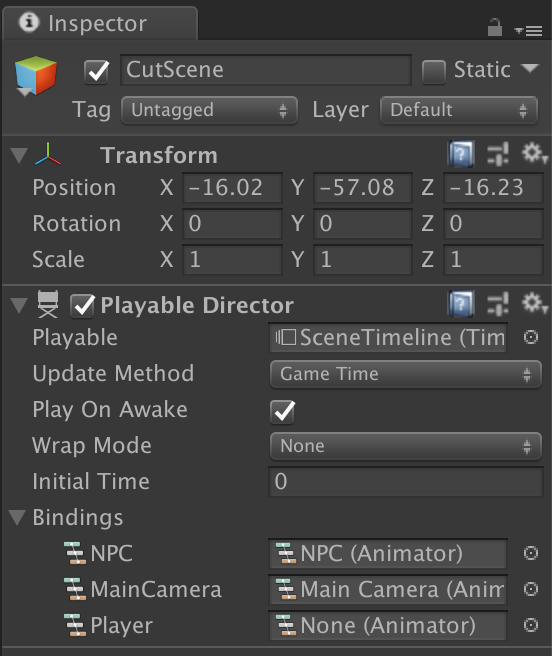 Inspector
CutScene Static
Tag Untagged Layer Default
Transform
Position X -16.02 Y -57.08 Z -16.23
Rotation X 0 Y 0 Z 0
Scale X 1 Y 1 Z 1
Playable Director
Playable SceneTimeline (Tim
Update Method Game Time
Play On Awake
Wrap Mode None
Initial Time 0
Bindings
NPC NPC (Animator)
MainCamera Main Camera (Anim
Player None (Animator)